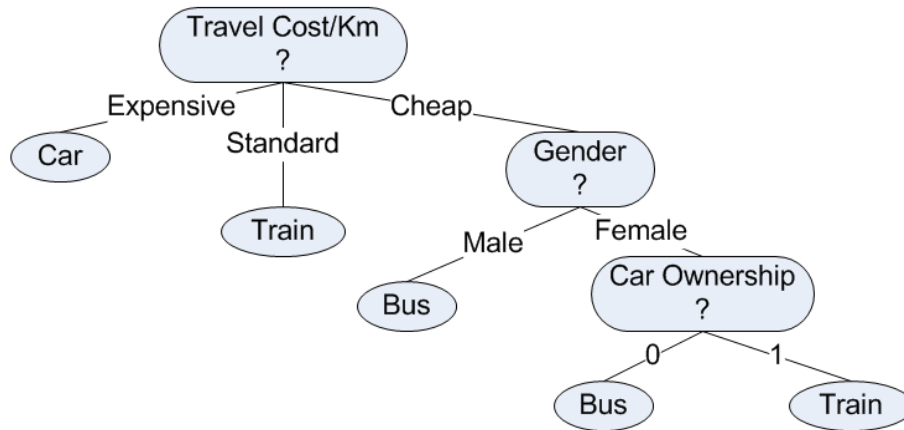 Travel Cost/Km
?
Expensive
Cheap
Standard
Car
Gender
?
Train
Male
Female
Bus
Car Ownership
?
0
1
Bus
Train